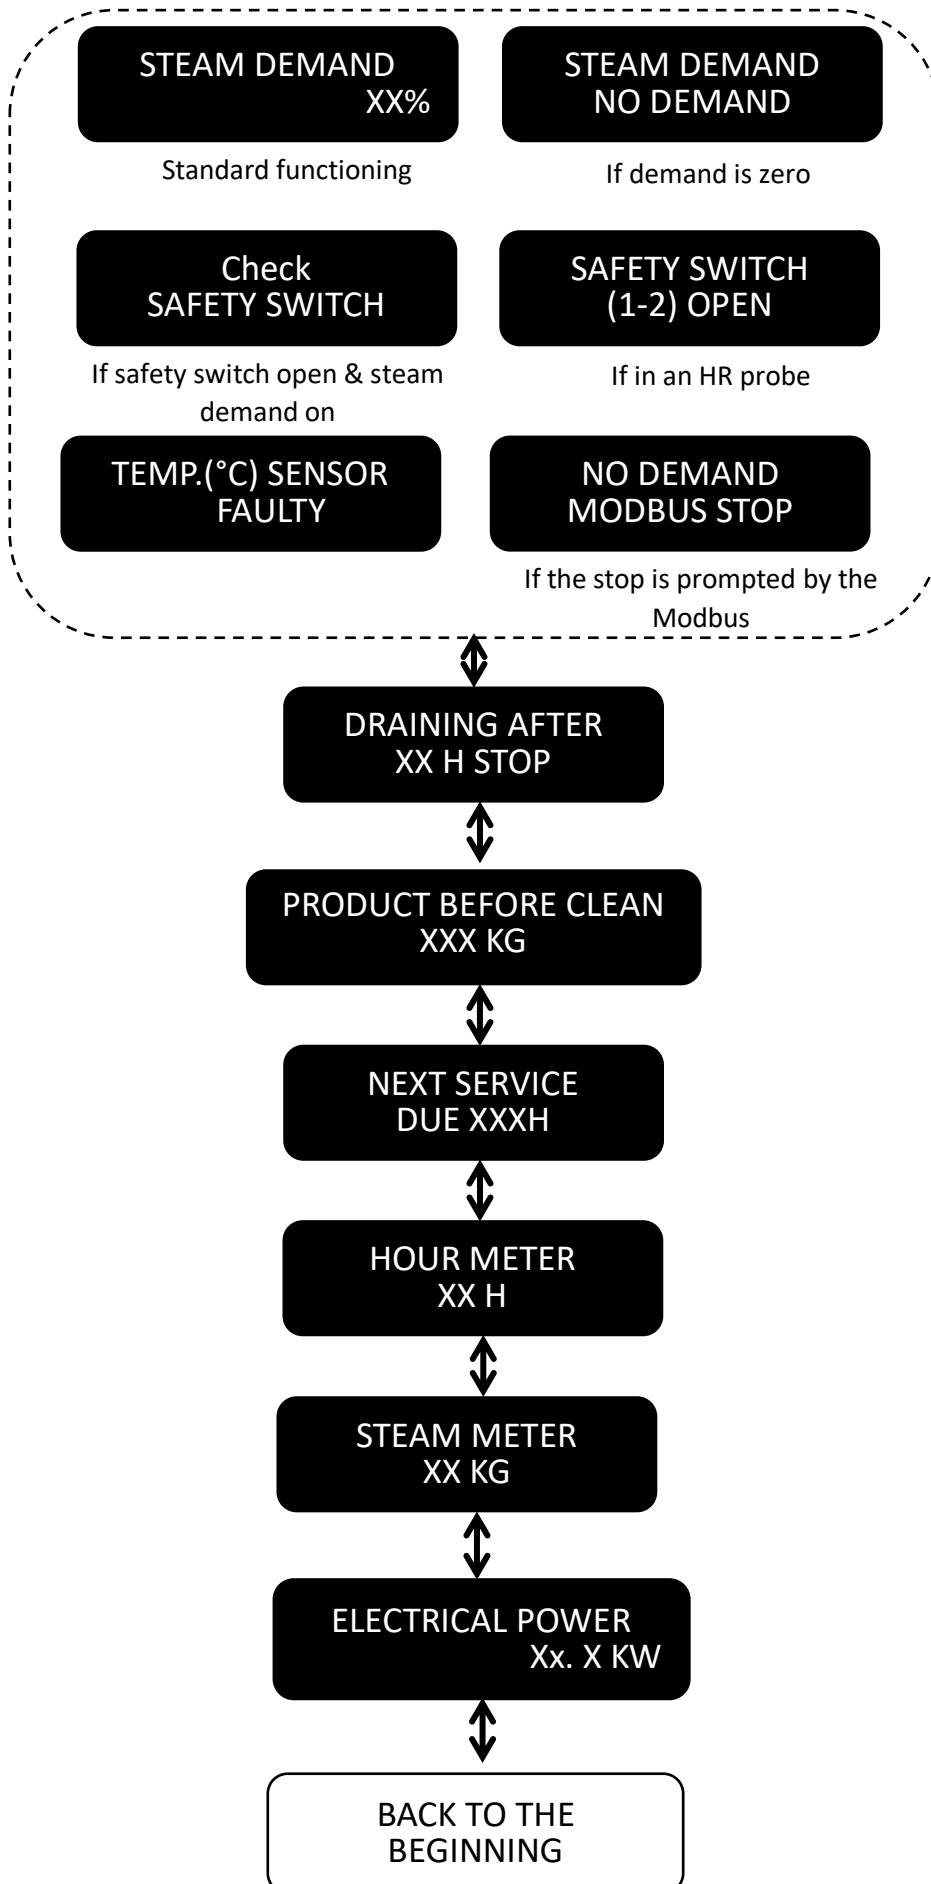 STEAM DEMAND
XX%
Standard functioning
STEAM DEMAND
NO DEMAND
If demand is zero
Check
SAFETY SWITCH
If safety switch open & steam
demand on
SAFETY SWITCH
(1-2) OPEN
If in an HR probe
TEMP.(°C) SENSOR
FAULTY
NO DEMAND
MODBUS STOP
If the stop is prompted by the
Modbus
DRAINING AFTER
XX H STOP
PRODUCT BEFORE CLEAN
XXX KG
NEXT SERVICE
DUE XXXH
HOUR METER
XX H
STEAM METER
XX KG
ELECTRICAL POWER
Xx. X KW
BACK TO THE
BEGINNING